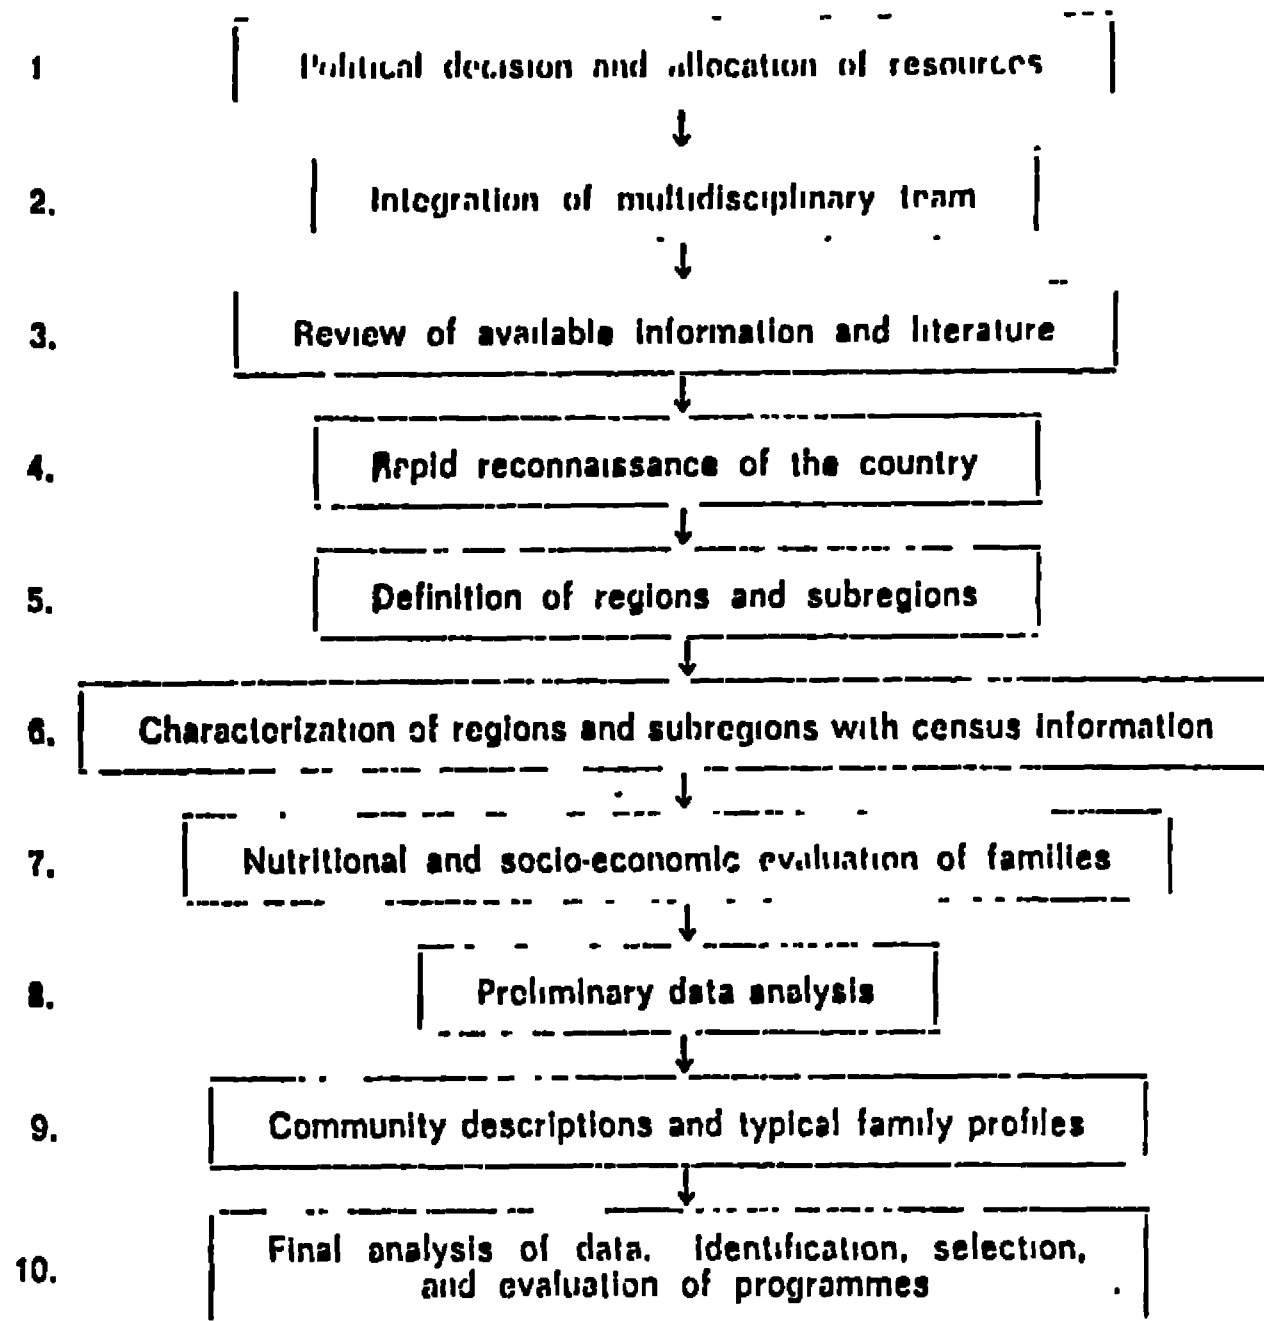 1 Political decision and allocation of resources
2. Integration of multidisciplinary team
3. Review of available information and literature
4. Rapid reconnaissance of the country
5. Definition of regions and subregions
6. Characterization of regions and subregions with census information
7. Nutritional and socio-economic evaluation of families
8. Preliminary data analysis
9. Community descriptions and typical family profiles
10. Final analysis of data. Identification, selection,
and evaluation of programmes